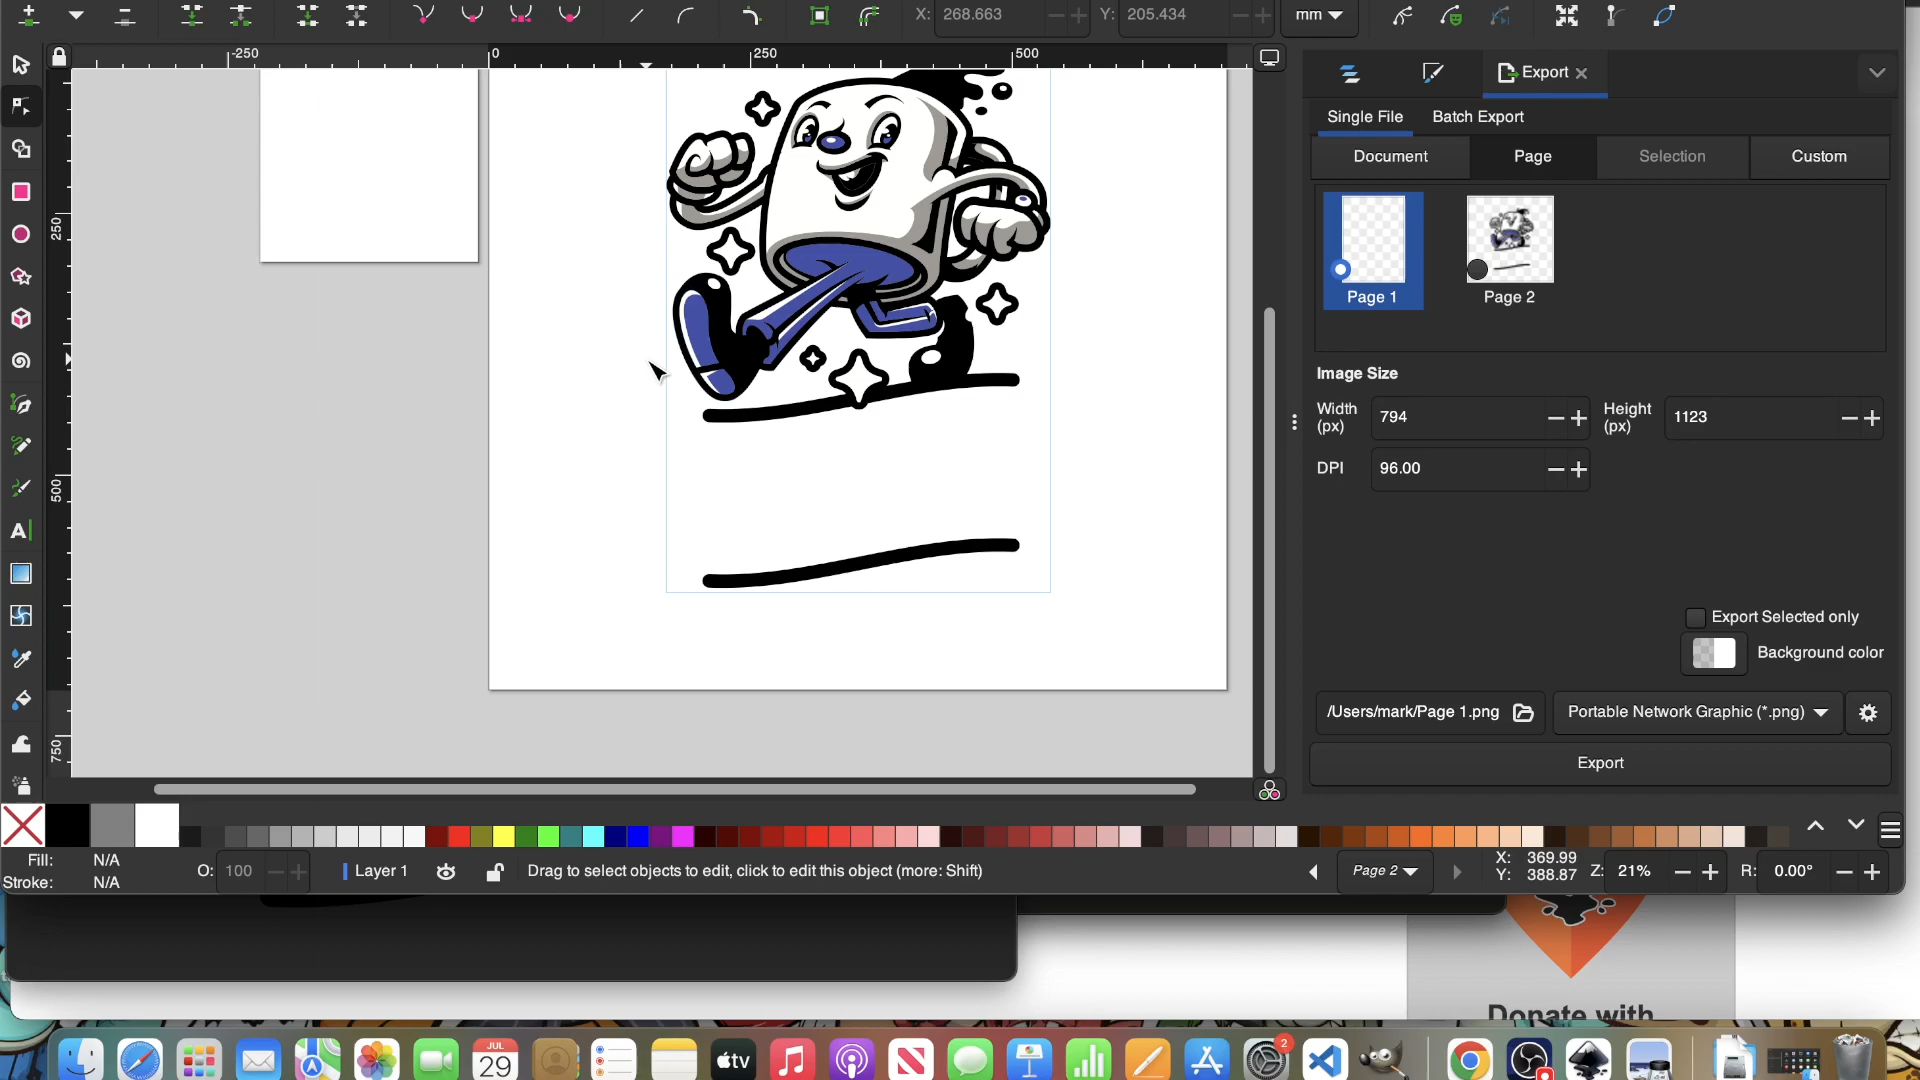 X: 268.663 Y: 205.434 mm
-250 0 250 500
250
500
750
Export
Single File Batch Export
Document Page Selection Custom
Page 1 Page 2
Image Size
Width (px) 794 Height (px) 1123
DPI 96.00
Export Selected only
Background color
/Users/mark/Page 1.png Portable Network Graphic (*.png)
Export
A
Fill: N/A
Stroke: N/A
O: 100
Layer 1
Drag to select objects to edit, click to edit this object (more: Shift)
Page 2
X: 369.99
Y: 388.87
Z: 21%
R: 0.00°
Donate with
JUL
29
tv
2